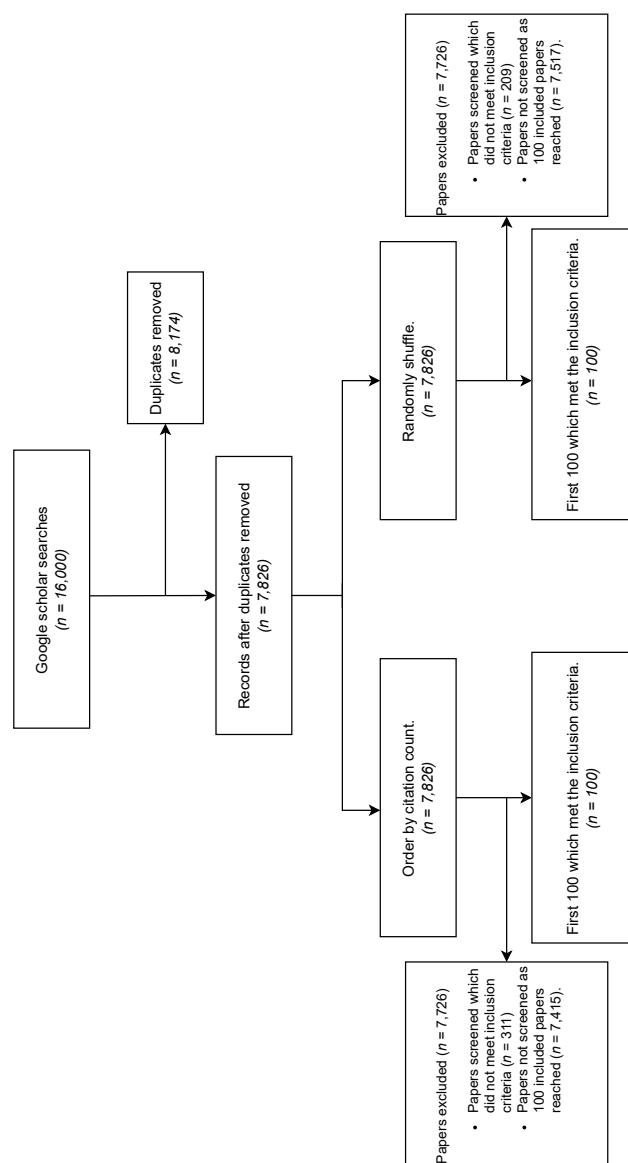 Google scholar searches
(n = 16,000)
Duplicates removed
(n = 8,174)
Records after duplicates removed
(n = 7,826)
Order by citation count.
(n = 7,826)
Randomly shuffle.
(n = 7,826)
Papers excluded (n = 7,726)
• Papers screened which
did not meet inclusion
criteria (n = 311)
• Papers not screened as
100 included papers
reached (n = 7,415).
First 100 which met the inclusion criteria.
(n = 100)
First 100 which met the inclusion criteria.
(n = 100)
Papers excluded (n = 7,726)
• Papers screened which
did not meet inclusion
criteria (n = 209)
• Papers not screened as
100 included papers
reached (n = 7,517).